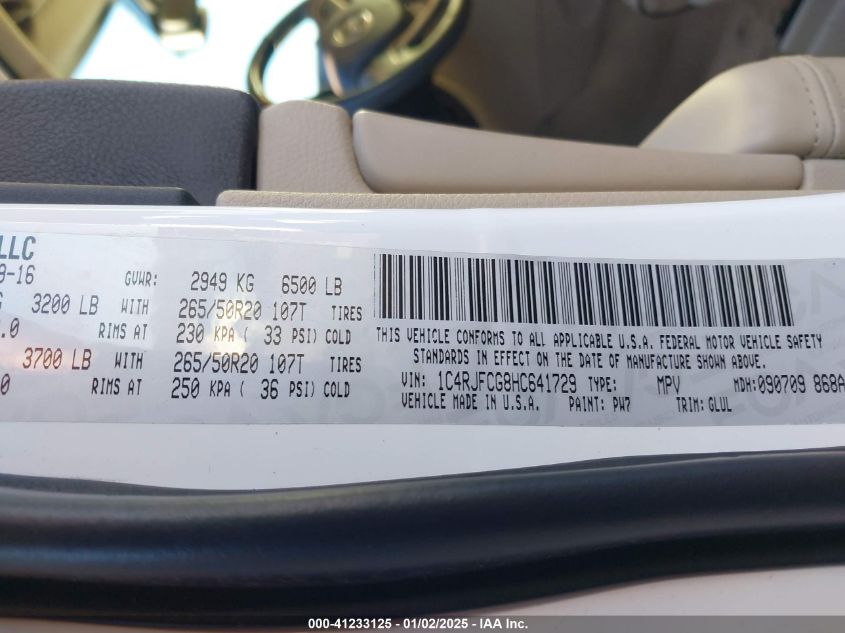 LLC
9-16 GVWR: 2949 KG 6500 LB
3200 LB WITH 265/50R20 107T TIRES
.0 RIMS AT 230 KPA ( 33 PSI) COLD
3700 LB WITH 265/50R20 107T TIRES
0 RIMS AT 250 KPA ( 36 PSI) COLD
THIS VEHICLE CONFORMS TO ALL APPLICABLE U.S.A. FEDERAL MOTOR VEHICLE SAFETY
STANDARDS IN EFFECT ON THE DATE OF MANUFACTURE SHOWN ABOVE.
VIN: 1C4RJFCG8HC641729 TYPE: MPV MDH:090709 868A
VEHICLE MADE IN U.S.A. PAINT: PW7 TRIM: GLUL
000-41233125 - 01/02/2025 - IAA Inc.